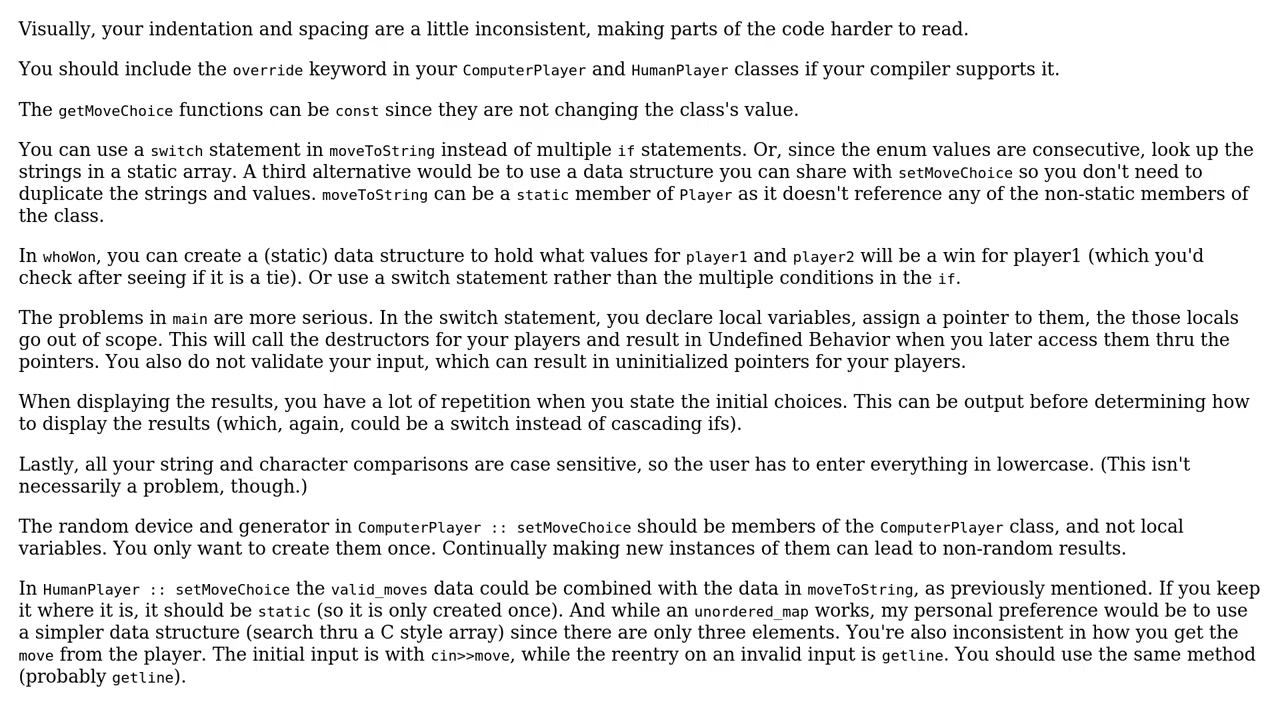 Visually, your indentation and spacing are a little inconsistent, making parts of the code harder to read.
You should include the override keyword in your ComputerPlayer and HumanPlayer classes if your compiler supports it.
The getMoveChoice functions can be const since they are not changing the class's value.
You can use a switch statement in moveToString instead of multiple if statements. Or, since the enum values are consecutive, look up the
strings in a static array. A third alternative would be to use a data structure you can share with setMoveChoice so you don't need to
duplicate the strings and values. moveToString can be a static member of Player as it doesn't reference any of the non-static members of
the class.
In whoWon, you can create a (static) data structure to hold what values for player1 and player2 will be a win for player1 (which you'd
check after seeing if it is a tie). Or use a switch statement rather than the multiple conditions in the if.
The problems in main are more serious. In the switch statement, you declare local variables, assign a pointer to them, the those locals
go out of scope. This will call the destructors for your players and result in Undefined Behavior when you later access them thru the
pointers. You also do not validate your input, which can result in uninitialized pointers for your players.
When displaying the results, you have a lot of repetition when you state the initial choices. This can be output before determining how
to display the results (which, again, could be a switch instead of cascading ifs).
Lastly, all your string and character comparisons are case sensitive, so the user has to enter everything in lowercase. (This isn't
necessarily a problem, though.)
The random device and generator in ComputerPlayer :: setMoveChoice should be members of the ComputerPlayer class, and not local
variables. You only want to create them once. Continually making new instances of them can lead to non-random results.
In HumanPlayer :: setMoveChoice the valid_moves data could be combined with the data in moveToString, as previously mentioned. If you keep
it where it is, it should be static (so it is only created once). And while an unordered_map works, my personal preference would be to use
a simpler data structure (search thru a C style array) since there are only three elements. You're also inconsistent in how you get the
move from the player. The initial input is with cin>>move, while the reentry on an invalid input is getline. You should use the same method
(probably getline).